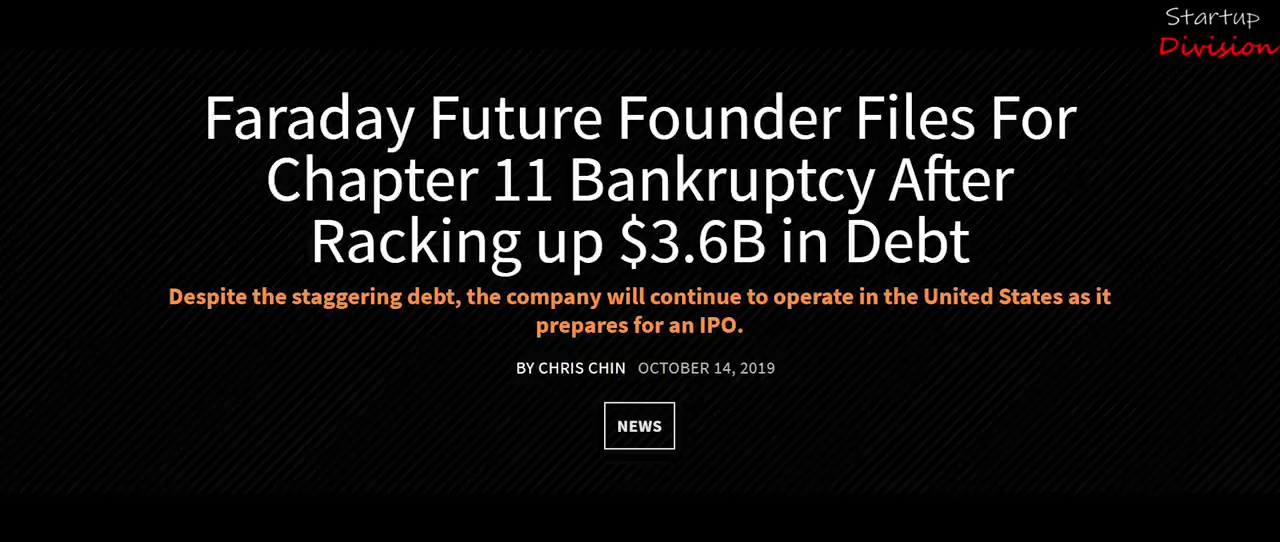 Startup
Division
Faraday Future Founder Files For
Chapter 11 Bankruptcy After
Racking up $3.6B in Debt
Despite the staggering debt, the company will continue to operate in the United States as it
prepares for an IPO.
BY CHRIS CHIN OCTOBER 14, 2019
NEWS